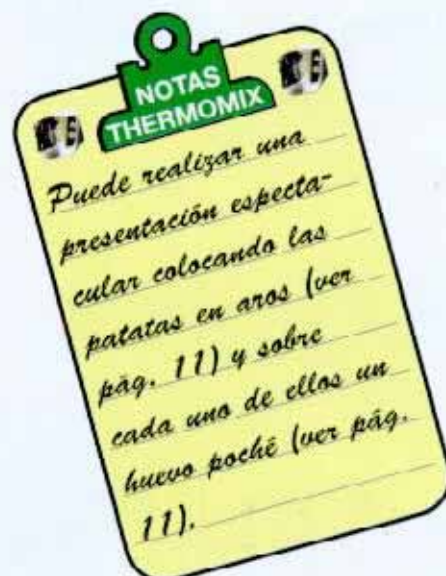 NOTAS
THERMOMIX
Puede realizar una
presentación especta-
cular colocando las
patatas en aros (ver
pág. 11) y sobre
cada uno de ellos un
huevo poché (ver pág.
11).